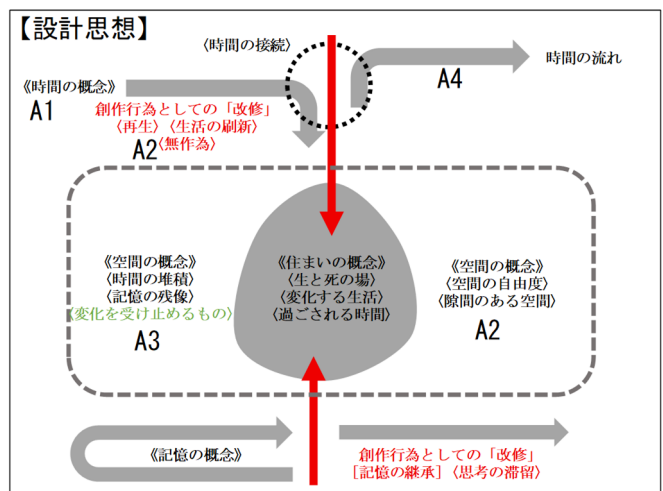 【設計思想】
〈時間の接続〉
時間の流れ
A4
《時間の概念》
A1
創作行為としての「改修」
〈再生〉〈生活の刷新〉
A2
〈無作為〉
《空間の概念》
〈時間の堆積〉
〈記憶の残像〉
〈変化を受け止めるもの〉
A3
《住まいの概念》
〈生と死の場〉
〈変化する生活〉
〈過ごされる時間〉
《空間の概念》
〈空間の自由度〉
〈隙間のある空間〉
A2
《記憶の概念》
創作行為としての「改修」
[記憶の継承]〈思考の滞留〉